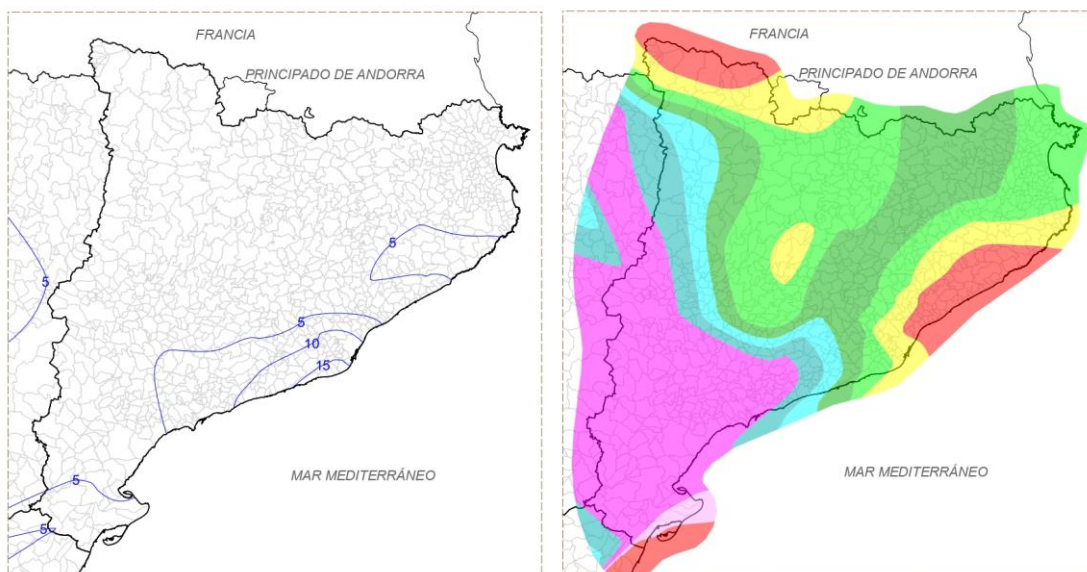 FRANCIA
PRINCIPADO DE ANDORRA
5
5
5
10
15
MAR MEDITERRÁNEO
5
5
FRANCIA
PRINCIPADO DE ANDORRA
MAR MEDITERRÁNEO